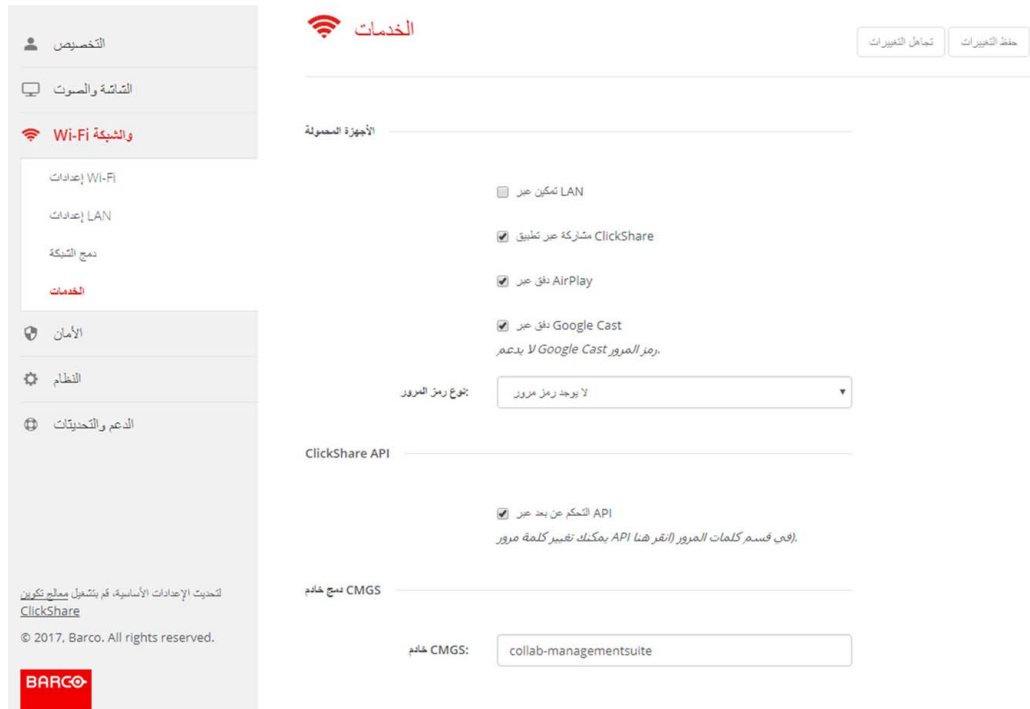 التخصيص
الشاشة والصوت
والشبكة Wi-Fi
Wi-Fi إعدادات
LAN إعدادات
دمج الشبكة
الخدمات
الأمان
النظام
الدعم والتحديثات
لتحديث الإعدادات الأساسية، قم بتشغيل معالج تكوين
ClickShare
© 2017, Barco. All rights reserved.
BARCO
الخدمات
تجاهل التغييرات
حفظ التغييرات
الأجهزة المحمولة
LAN تمكين عبر
ClickShare مشاركة عبر تطبيق
AirPlay دفق عبر
Google Cast دفق عبر
.رمز المرور Google Cast لا يدعم
:نوع رمز المرور
لا يوجد رمز مرور
ClickShare API
API التحكم عن بعد عبر
.(في قسم كلمات المرور (انقر هنا API يمكنك تغيير كلمة مرور
CMGS دمج خادم
:CMGS خادم
collab-managementsuite